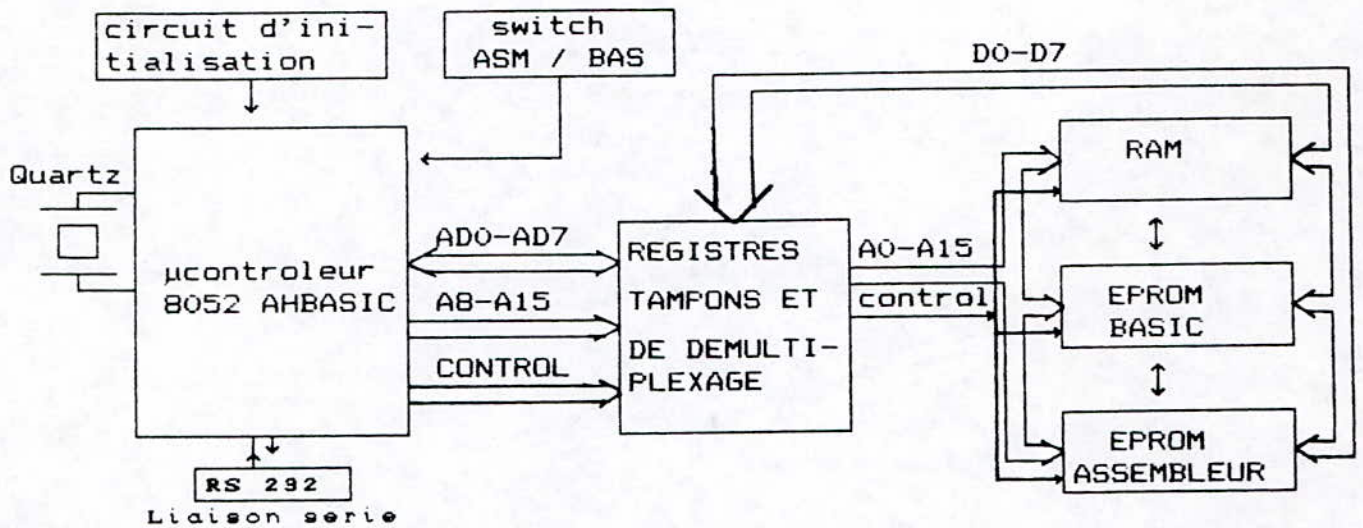 circuit d'ini-
tialisation
switch
ASM / BAS
D0-D7
Quartz
µcontroleur
8052 AHBASIC
AD0-AD7
A8-A15
CONTROL
REGISTRES
TAMPONS ET
DE DEMULTI-
PLEXAGE
A0-A15
control
RAM
EPROM
BASIC
EPROM
ASSEMBLEUR
RS 232
Liaison serie